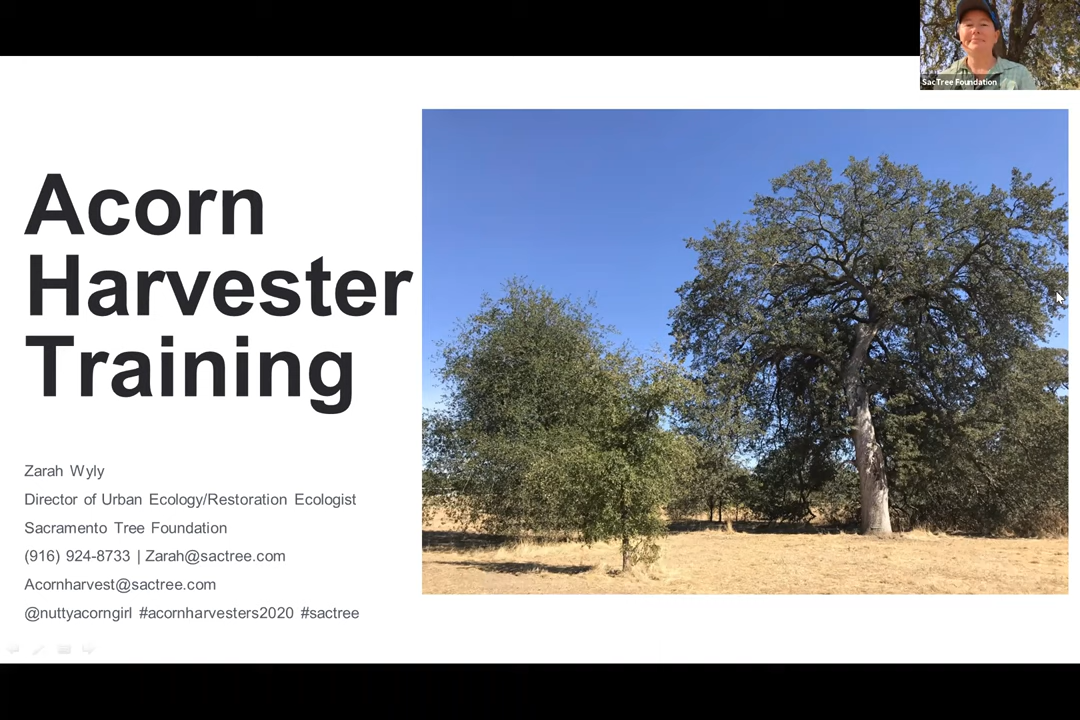 SacTree Foundation
Acorn
Harvester
Training
Zarah Wyly
Director of Urban Ecology/Restoration Ecologist
Sacramento Tree Foundation
(916) 924-8733 | Zarah@sactree.com
Acornharvest@sactree.com
@nuttyacorngirl #acornharvesters2020 #sactree